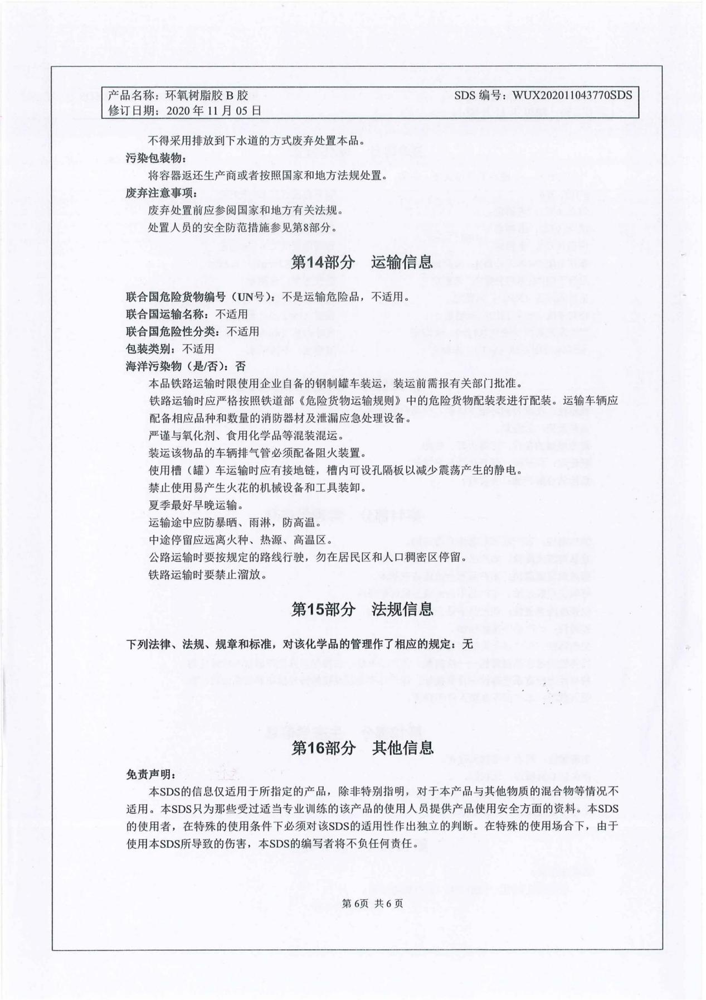 产品名称：环氧树脂胶 B 胶
SDS 编号：WUX202011043770SDS
修订日期：2020 年 11 月 05 日
不得采用排放到下水道的方式废弃处置本品。
污染包装物：
将容器返还生产商或者按照国家和地方法规处置。
废弃注意事项：
废弃处置前应参阅国家和地方有关法规。
处置人员的安全防范措施参见第8部分。
第14部分 运输信息
联合国危险货物编号（UN号）：不是运输危险品，不适用。
联合国运输名称：不适用
联合国危险性分类：不适用
包装类别：不适用
海洋污染物（是/否）：否
本品铁路运输时限使用企业自备的钢制罐车装运，装运前需报有关部门批准。
铁路运输时应严格按照铁道部《危险货物运输规则》中的危险货物配装表进行配装。运输车辆应
配备相应品种和数量的消防器材及泄漏应急处理设备。
严谨与氧化剂、食用化学品等混装混运。
装运该物品的车辆排气管必须配备阻火装置。
使用槽（罐）车运输时应有接地链，槽内可设孔隔板以减少震荡产生的静电。
禁止使用易产生火花的机械设备和工具装卸。
夏季最好早晚运输。
运输途中应防暴晒、雨淋，防高温。
中途停留应远离火种、热源、高温区。
公路运输时要按规定的路线行驶，勿在居民区和人口稠密区停留。
铁路运输时要禁止溜放。
第15部分 法规信息
下列法律、法规、规章和标准，对该化学品的管理作了相应的规定：无
第16部分 其他信息
免责声明：
本SDS的信息仅适用于所指定的产品，除非特别指明，对于本产品与其他物质的混合物等情况不
适用。本SDS只为那些受过适当专业训练的该产品的使用人员提供产品使用安全方面的资料。本SDS
的使用者，在特殊的使用条件下必须对该SDS的适用性作出独立的判断。在特殊的使用场合下，由于
使用本SDS所导致的伤害，本SDS的编写者将不负任何责任。
第 6页 共 6 页